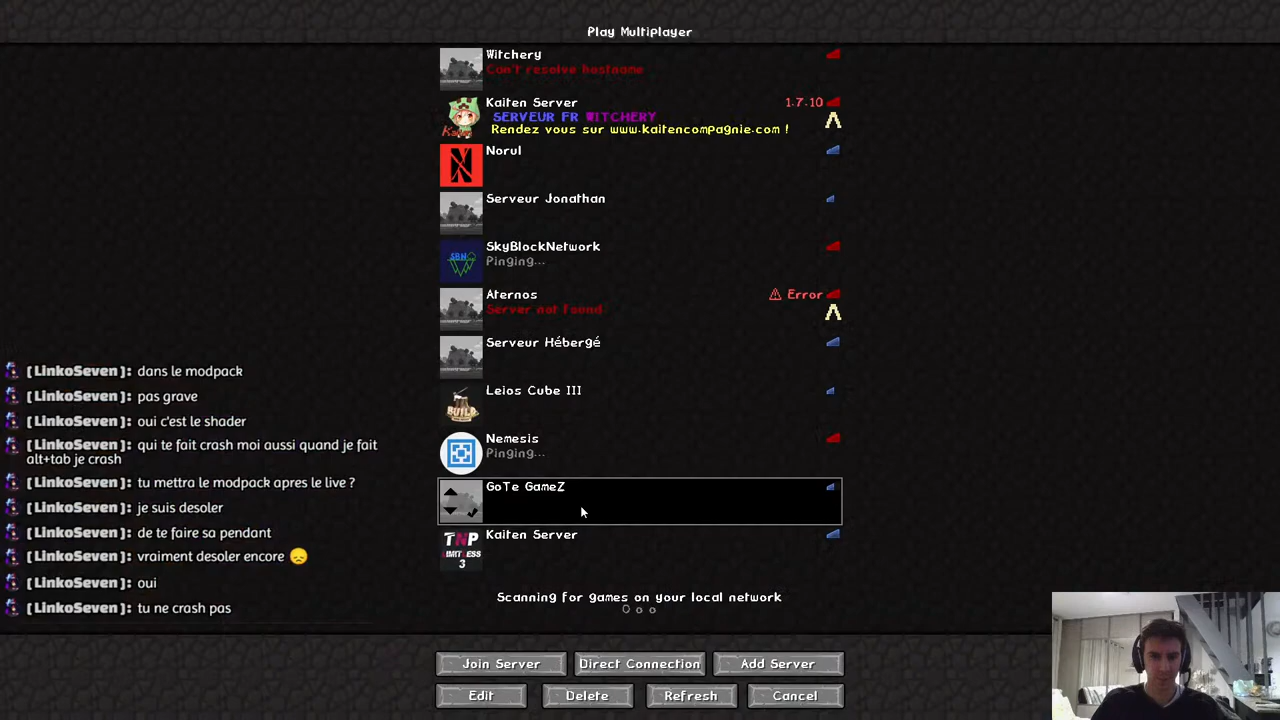 Play Multiplayer
Witchery
Can't resolve hostname
Kaiten Server
1.7.10
SERVEUR FR WITCHERY
Rendez vous sur www.kaitencompagnie.com !
Norul
Serveur Jonathan
SkyBlockNetwork
SBN
Pinging...
Aternos
Error
Server not found
Serveur Hébergé
Leios Cube III
BUILD
Nemesis
Pinging...
GoTe GameZ
Kaiten Server
TNP
LIMITLESS
3
Scanning for games on your local network
O o o
[LinkoSeven]: dans le modpack
[LinkoSeven]: pas grave
[LinkoSeven]: oui c'est le shader
[LinkoSeven]: qui te fait crash moi aussi quand je fait
alt+tab je crash
[LinkoSeven]: tu mettra le modpack apres le live ?
[LinkoSeven]: je suis desoler
[LinkoSeven]: de te faire sa pendant
[LinkoSeven]: vraiment desoler encore 😞
[LinkoSeven]: oui
[LinkoSeven]: tu ne crash pas
Join Server
Direct Connection
Add Server
Edit
Delete
Refresh
Cancel